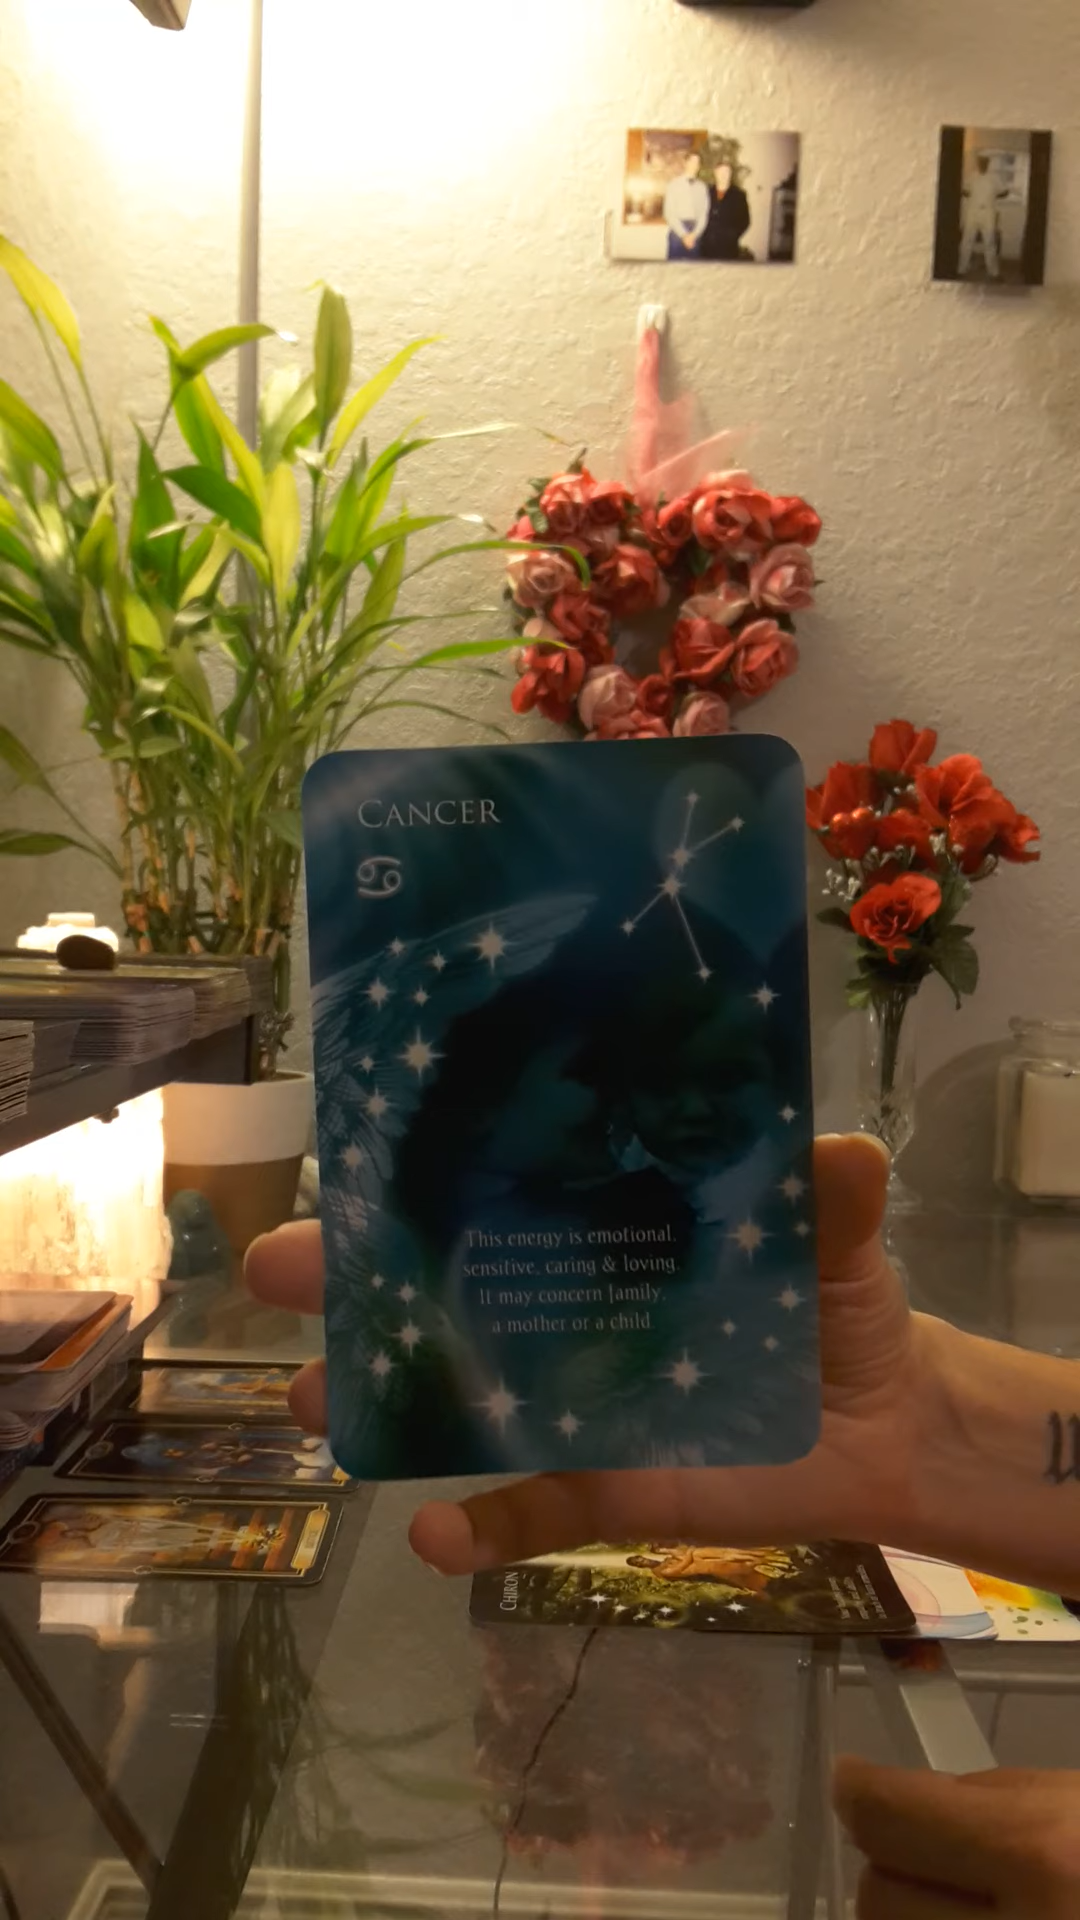 CANCER
♋
This energy is emotional,
sensitive, caring & loving.
It may concern family,
a mother or a child.
CHIRON